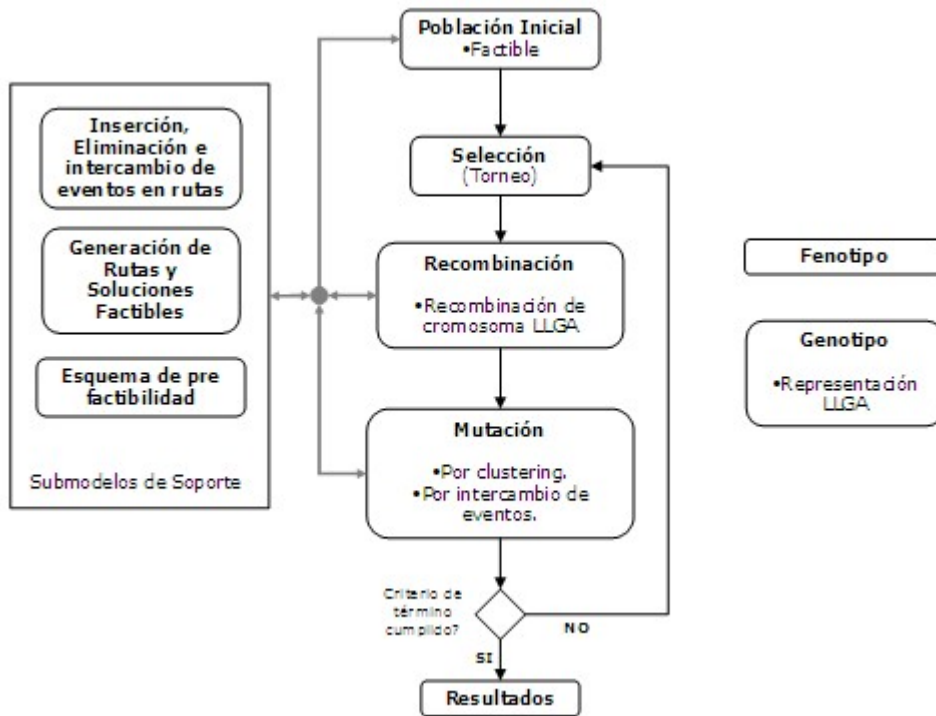 Población Inicial
•Factible
Inserción,
Eliminación e
intercambio de
eventos en rutas
Generación de
Rutas y
Soluciones
Factibles
Esquema de pre
factibilidad
Submodelos de Soporte
Selección
(Torneo)
Recombinación
•Recombinación de
cromosoma LLGA
Mutación
•Por clustering.
•Por intercambio de
eventos.
Criterio de
término
cumplido?
NO
SI
Resultados
Fenotipo
Genotipo
•Representación
LLGA